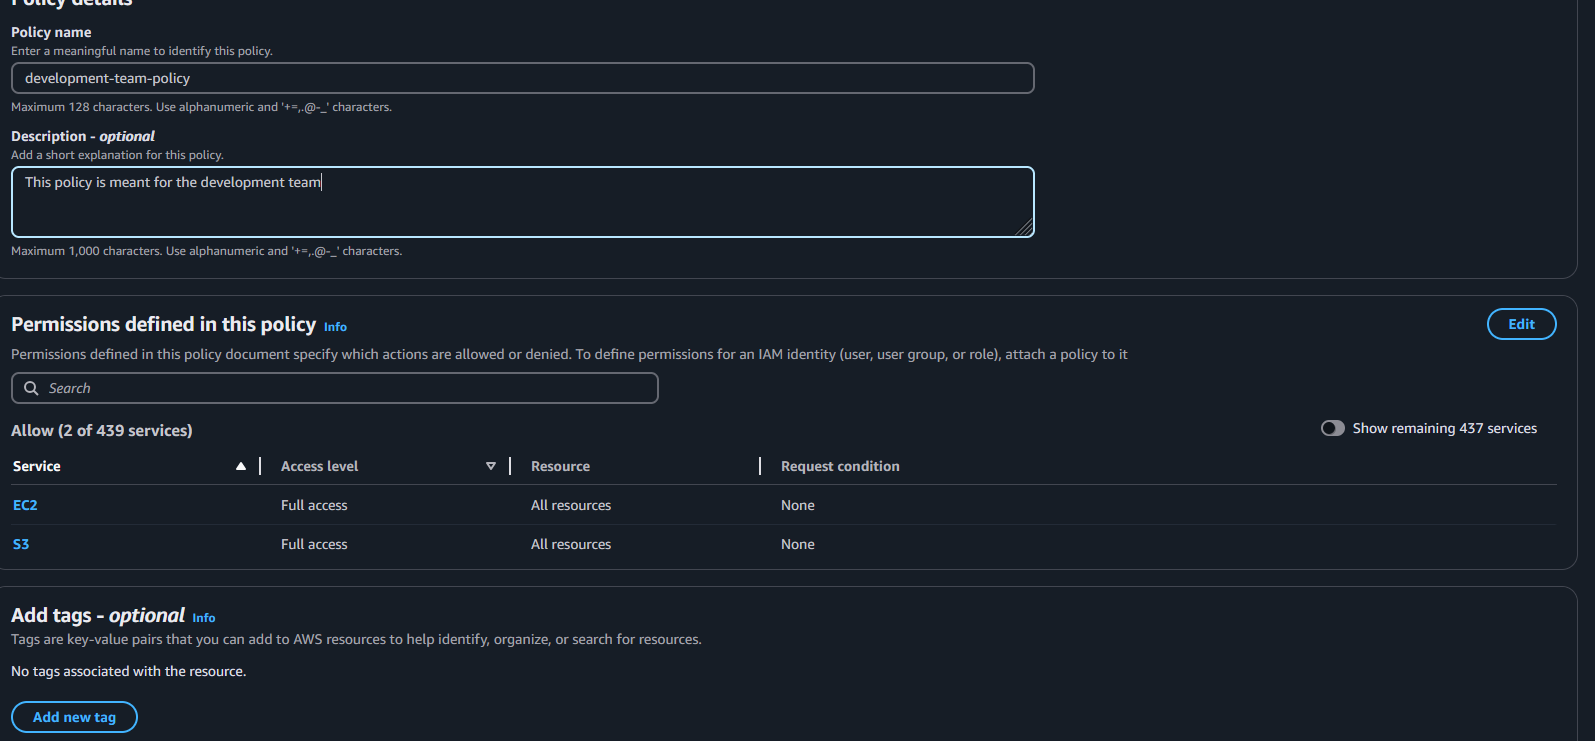 Policy details
Policy name
Enter a meaningful name to identify this policy.
development-team-policy
Maximum 128 characters. Use alphanumeric and '+=,.@-_' characters.
Description - optional
Add a short explanation for this policy.
This policy is meant for the development team
Maximum 1,000 characters. Use alphanumeric and '+=,.@-_' characters.
Permissions defined in this policy Info
Edit
Permissions defined in this policy document specify which actions are allowed or denied. To define permissions for an IAM identity (user, user group, or role), attach a policy to it
Search
Allow (2 of 439 services)
Show remaining 437 services
Service Access level Resource Request condition
EC2 Full access All resources None
S3 Full access All resources None
Add tags - optional Info
Tags are key-value pairs that you can add to AWS resources to help identify, organize, or search for resources.
No tags associated with the resource.
Add new tag